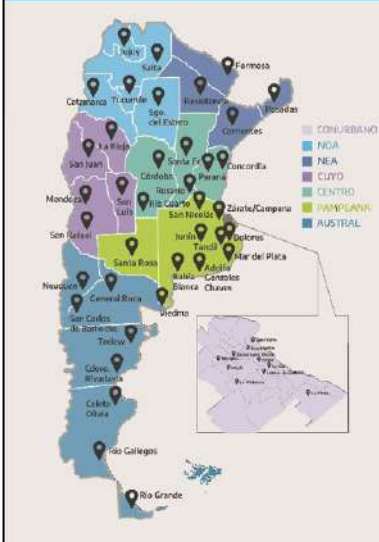 Jujuy
Salta
Formosa
Catamarca
Tucumán
Sgo.
del Estero
Resistencia
Posadas
Corrientes
La Rioja
San Juan
Santa Fe
Córdoba
Paraná
Concordia
Rosario
Río Cuarto
Mendoza
San
Luis
San Nicolás
Zárate/Campana
San Rafael
Junín
Dolores
Tandil
Mar del Plata
Santa Rosa
Bahía
Blanca
Adolfo
Gonzales
Chaves
Neuquén
General Roca
Viedma
San Carlos
de Bariloche
Trelew
Cdoro.
Rivadavia
Caleta
Olivia
Río Gallegos
Río Grande
CONURBANO
NOA
NEA
CUYO
CENTRO
PAMPEANA
AUSTRAL